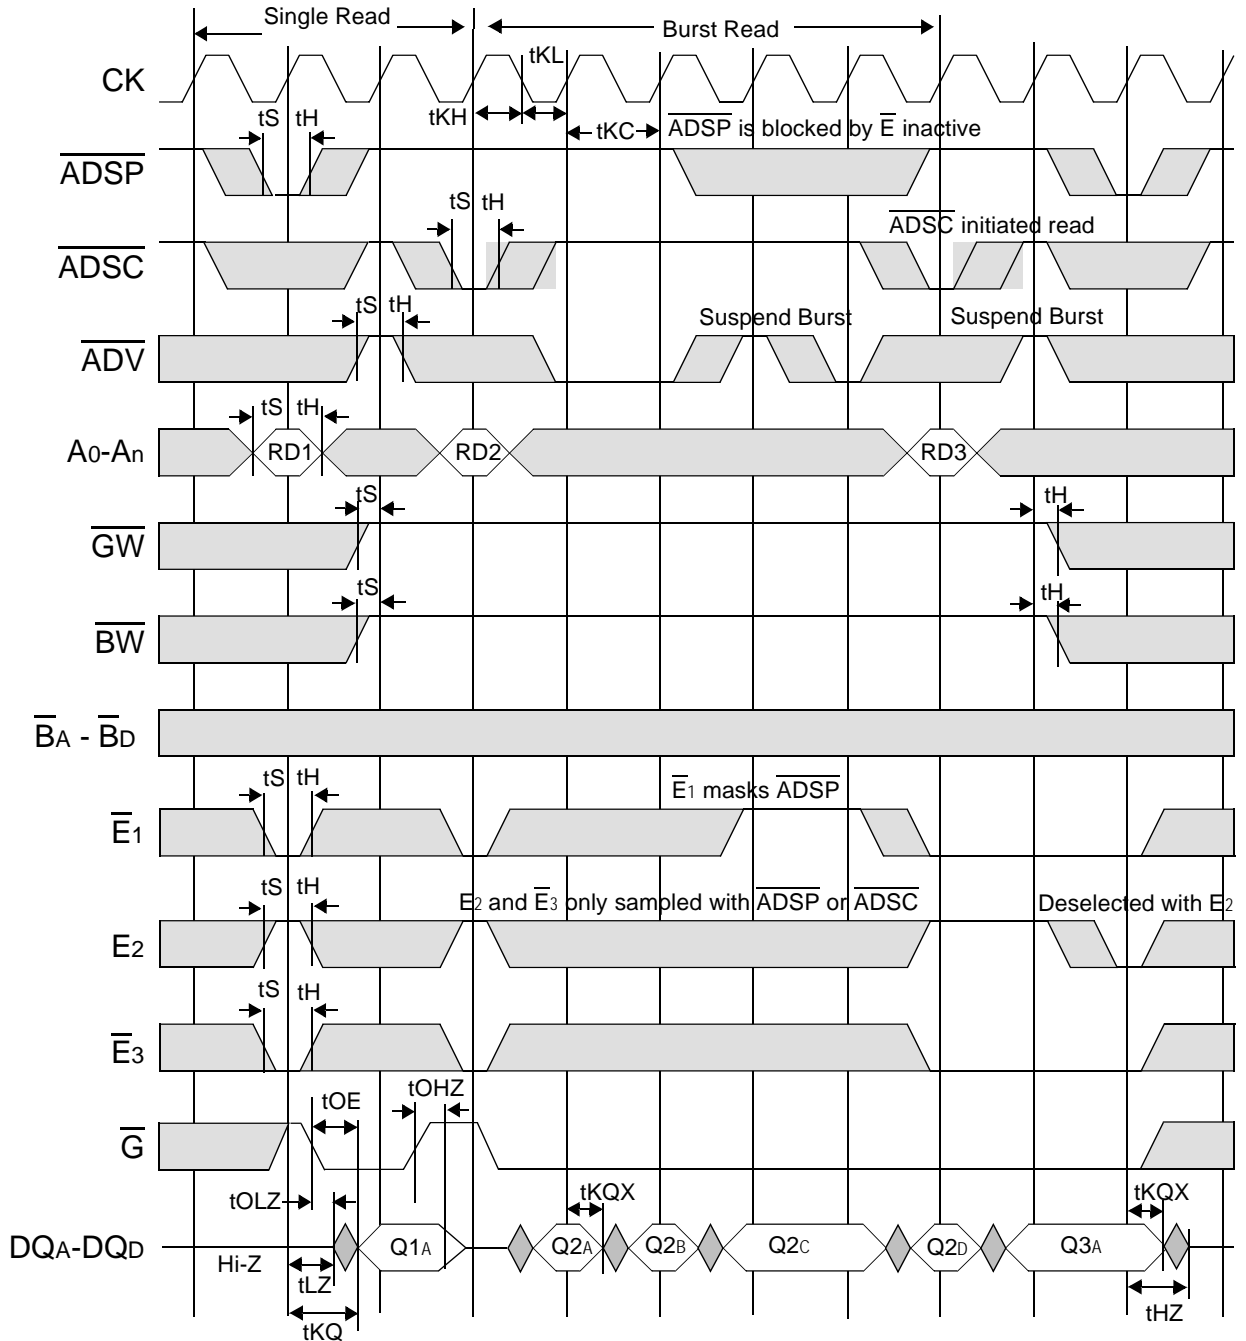 Single Read
Burst Read
CK
tKL
tKH
tKC
tS tH
ADSP is blocked by E inactive
ADSP
tS tH
ADSC initiated read
ADSC
tS tH
Suspend Burst
Suspend Burst
ADV
tS tH
A0-An
RD1
RD2
RD3
tS
tH
GW
tS
tH
BW
BA - BD
tS tH
E1 masks ADSP
E1
tS tH
E2 and E3 only sampled with ADSP or ADSC
Deselected with E2
E2
tS tH
E3
tOE
tOHZ
G
tOLZ
tKQX
tKQX
DQA-DQD
Hi-Z
Q1A
Q2A
Q2B
Q2C
Q2D
Q3A
tLZ
tHZ
tKQ